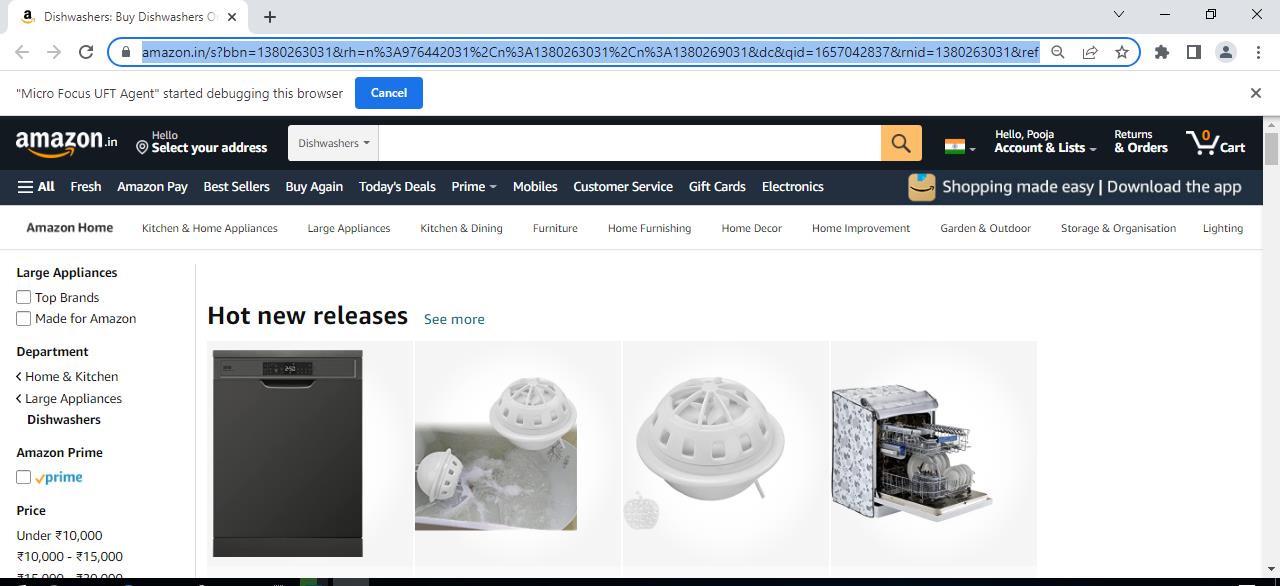 Dishwashers: Buy Dishwashers O
amazon.in/s?bbn=1380263031&rh=n%3A976442031%2Cn%3A1380263031%2Cn%3A1380269031&dc&qid=1657042837&rnid=1380263031&ref
"Micro Focus UFT Agent" started debugging this browser
Cancel
amazon.in
Hello
Select your address
Dishwashers
Hello, Pooja
Account & Lists
Returns
& Orders
0
Cart
All
Fresh
Amazon Pay
Best Sellers
Buy Again
Today's Deals
Prime
Mobiles
Customer Service
Gift Cards
Electronics
Shopping made easy | Download the app
Amazon Home
Kitchen & Home Appliances
Large Appliances
Kitchen & Dining
Furniture
Home Furnishing
Home Decor
Home Improvement
Garden & Outdoor
Storage & Organisation
Lighting
Large Appliances
Top Brands
Made for Amazon
Department
Home & Kitchen
Large Appliances
Dishwashers
Amazon Prime
prime
Price
Under ₹10,000
₹10,000 - ₹15,000
₹15,000 - ₹20,000
Hot new releases
See more